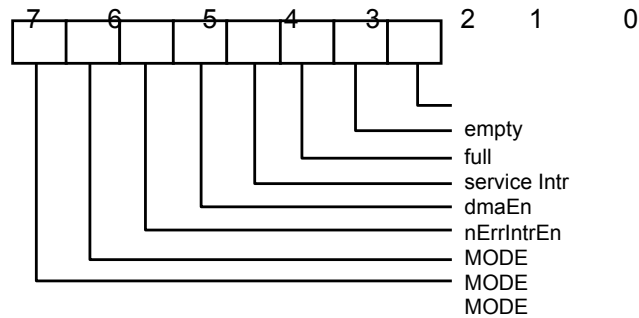 7 6 5 4 3 2 1 0
empty
full
service Intr
dmaEn
nErrIntrEn
MODE
MODE
MODE